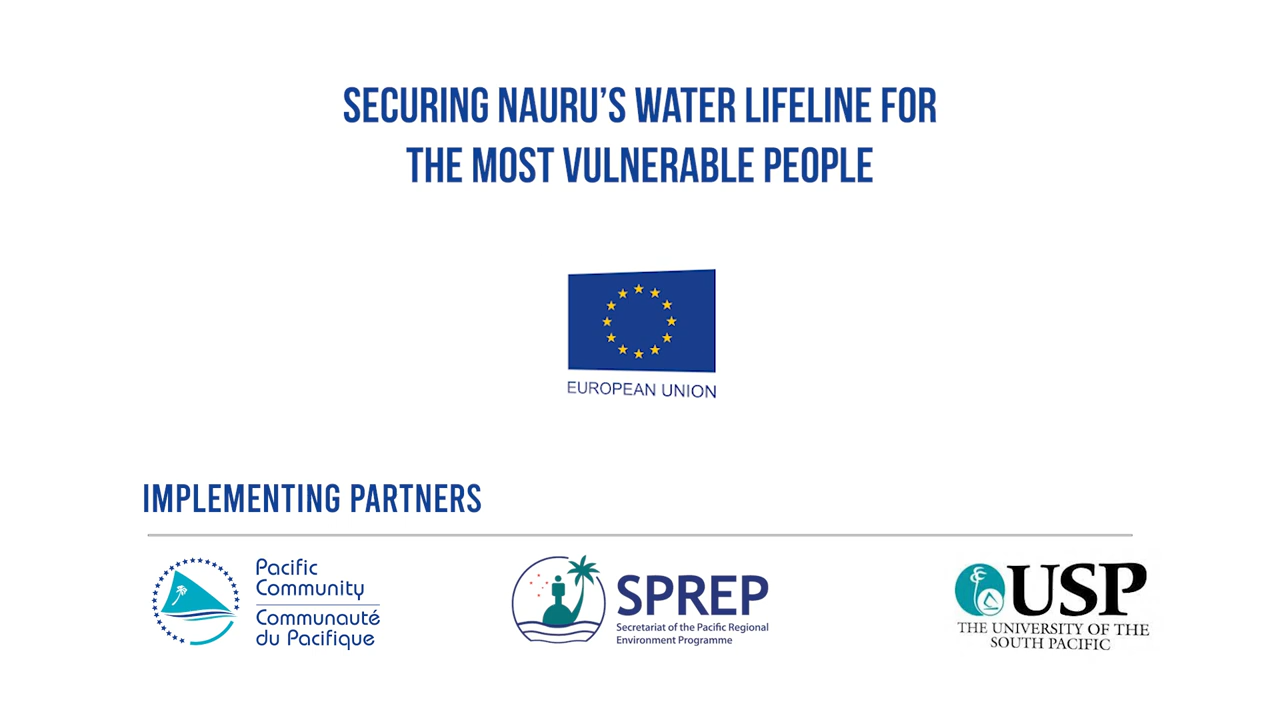 SECURING NAURU’S WATER LIFELINE FOR
THE MOST VULNERABLE PEOPLE
EUROPEAN UNION
IMPLEMENTING PARTNERS
Pacific
Community
Communauté
du Pacifique
SPREP
Secretariat of the Pacific Regional
Environment Programme
USP
THE UNIVERSITY OF THE
SOUTH PACIFIC